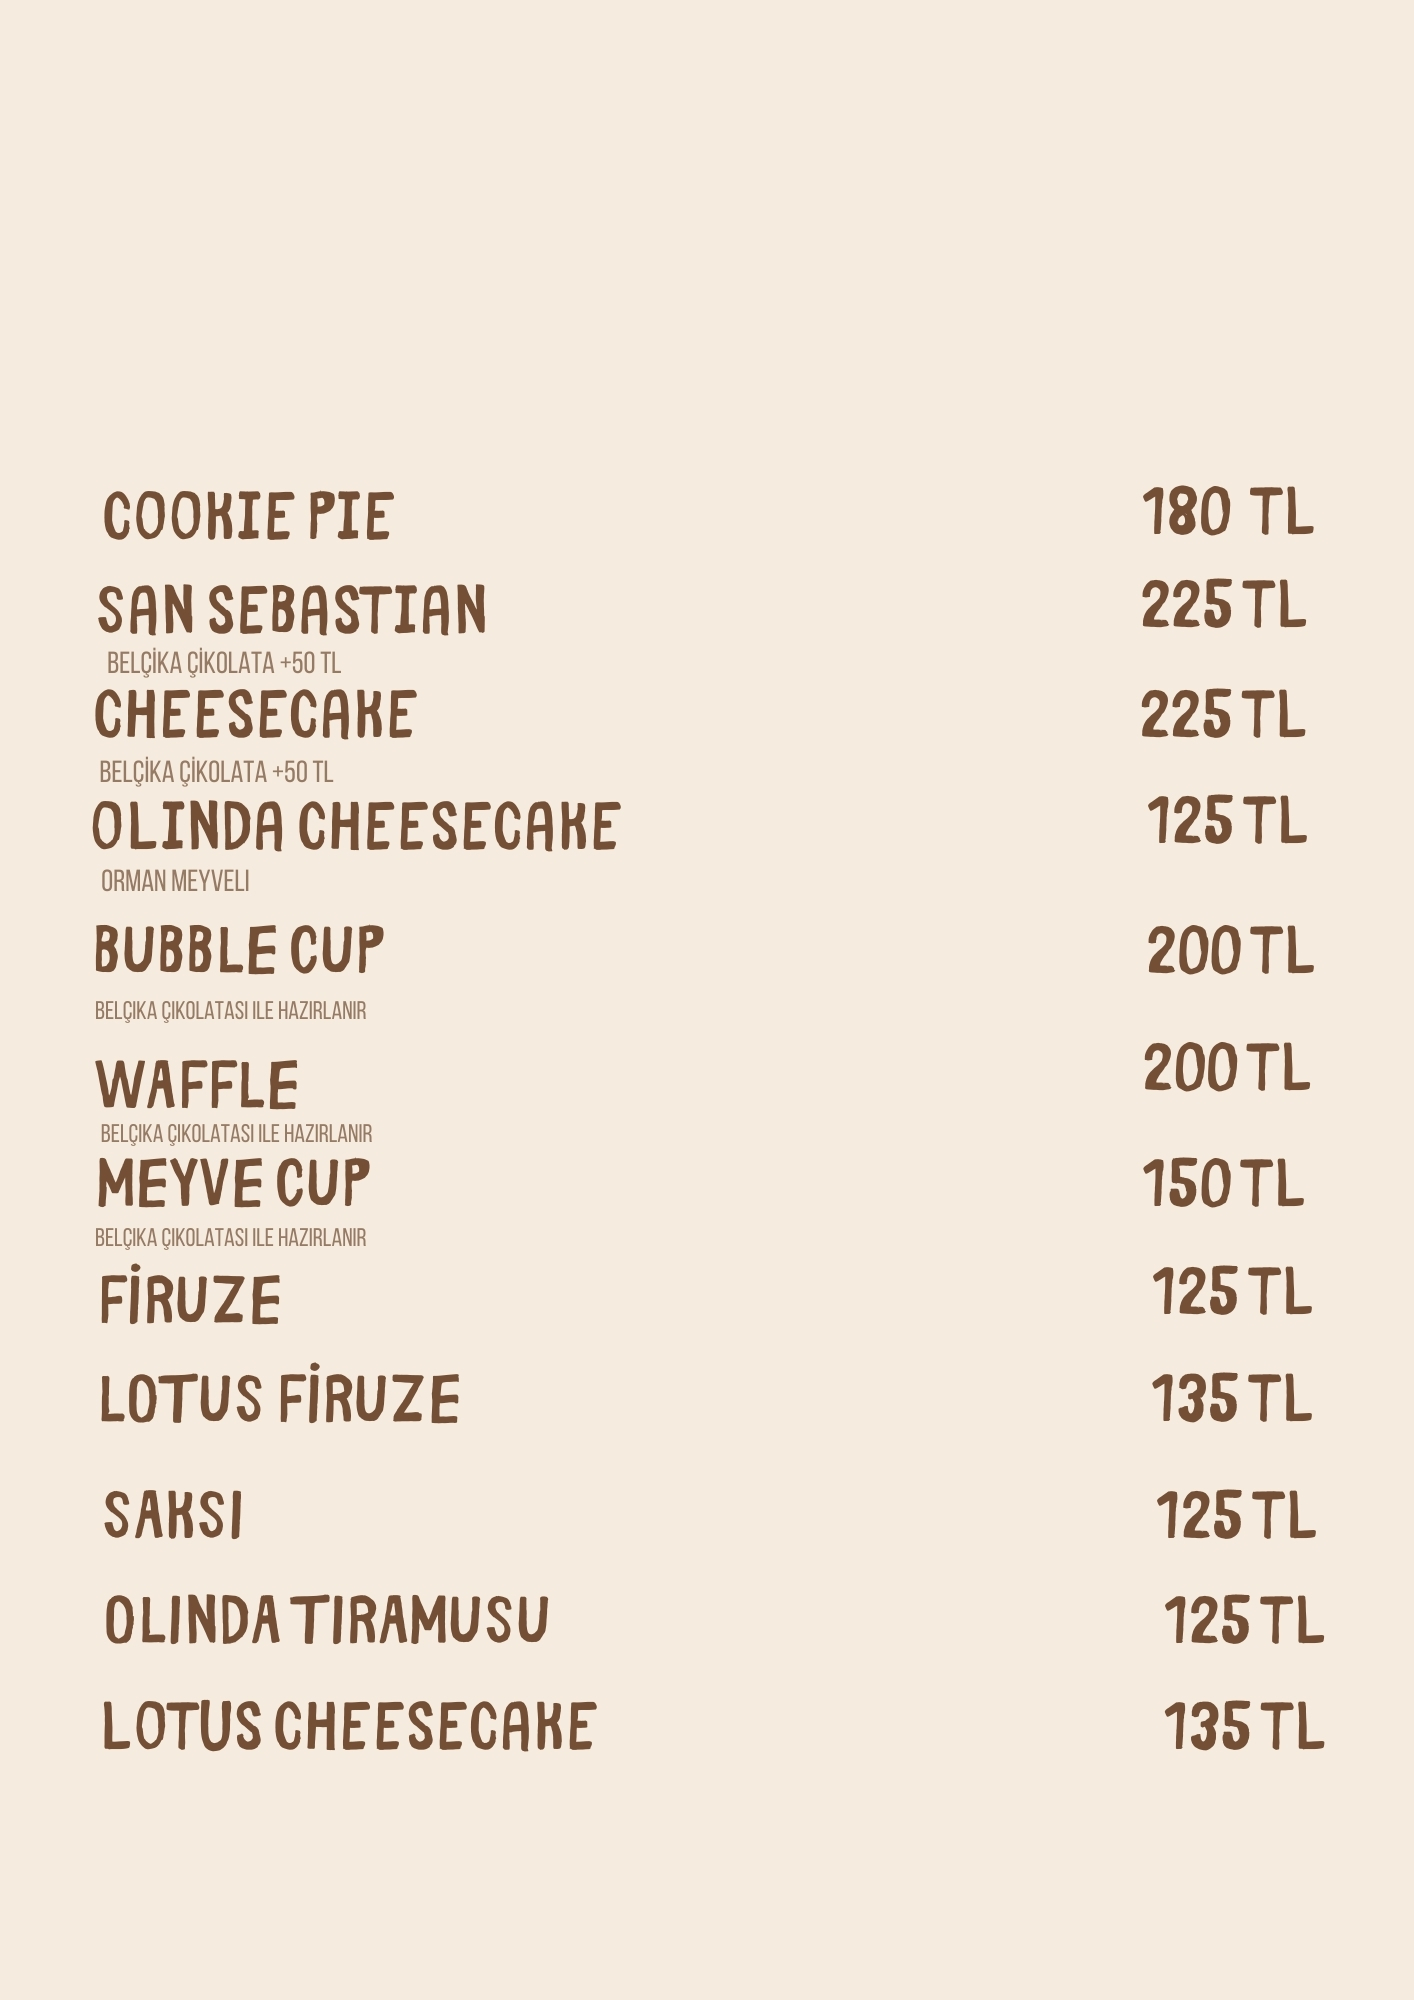 COOKIE PIE 180 TL
SAN SEBASTIAN 225 TL
BELÇİKA ÇİKOLATA +50 TL
CHEESECAKE 225 TL
BELÇİKA ÇİKOLATA +50 TL
OLINDA CHEESECAKE 125 TL
ORMAN MEYVELI
BUBBLE CUP 200 TL
BELÇIKA ÇIKOLATASI ILE HAZIRLANIR
WAFFLE 200 TL
BELÇIKA ÇIKOLATASI ILE HAZIRLANIR
MEYVE CUP 150 TL
BELÇIKA ÇIKOLATASI ILE HAZIRLANIR
FİRUZE 125 TL
LOTUS FİRUZE 135 TL
SAKSI 125 TL
OLINDA TIRAMUSU 125 TL
LOTUS CHEESECAKE 135 TL